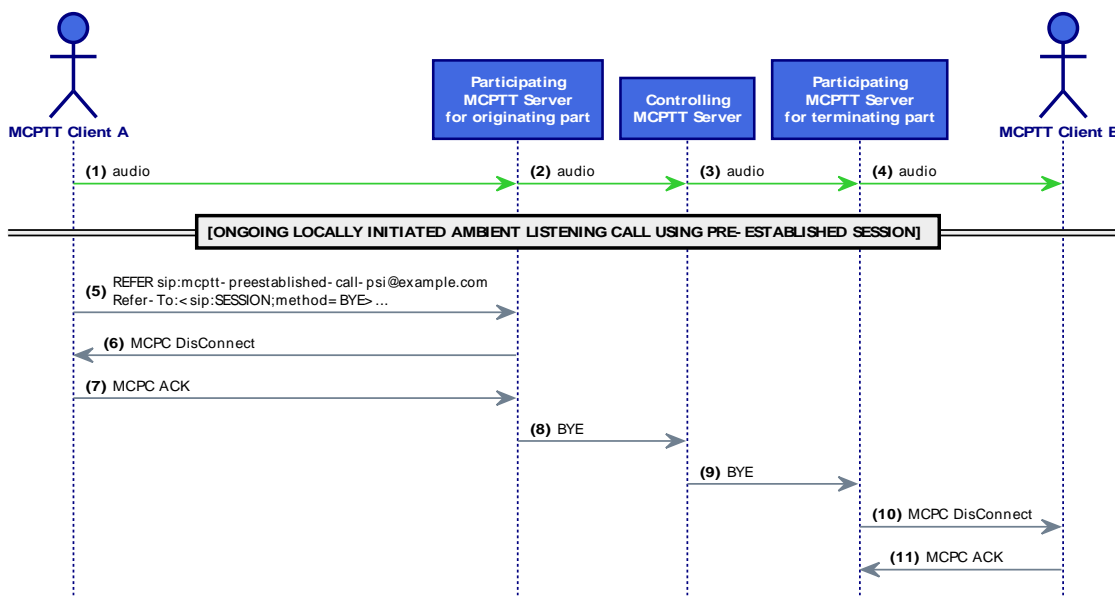 Participating
MCPTT Server
for originating part
Controlling
MCPTT Server
Participating
MCPTT Server
for terminating part
MCPTT Client A
MCPTT Client B
(1) audio
(2) audio
(3) audio
(4) audio
[ONGOING LOCALLY INITIATED AMBIENT LISTENING CALL USING PRE-ESTABLISHED SESSION]
(5) REFER sip:mcptt-preestablished-call-psi@example.com
Refer-To:<sip:SESSION;method=BYE>...
(6) MCPC DisConnect
(7) MCPC ACK
(8) BYE
(9) BYE
(10) MCPC DisConnect
(11) MCPC ACK